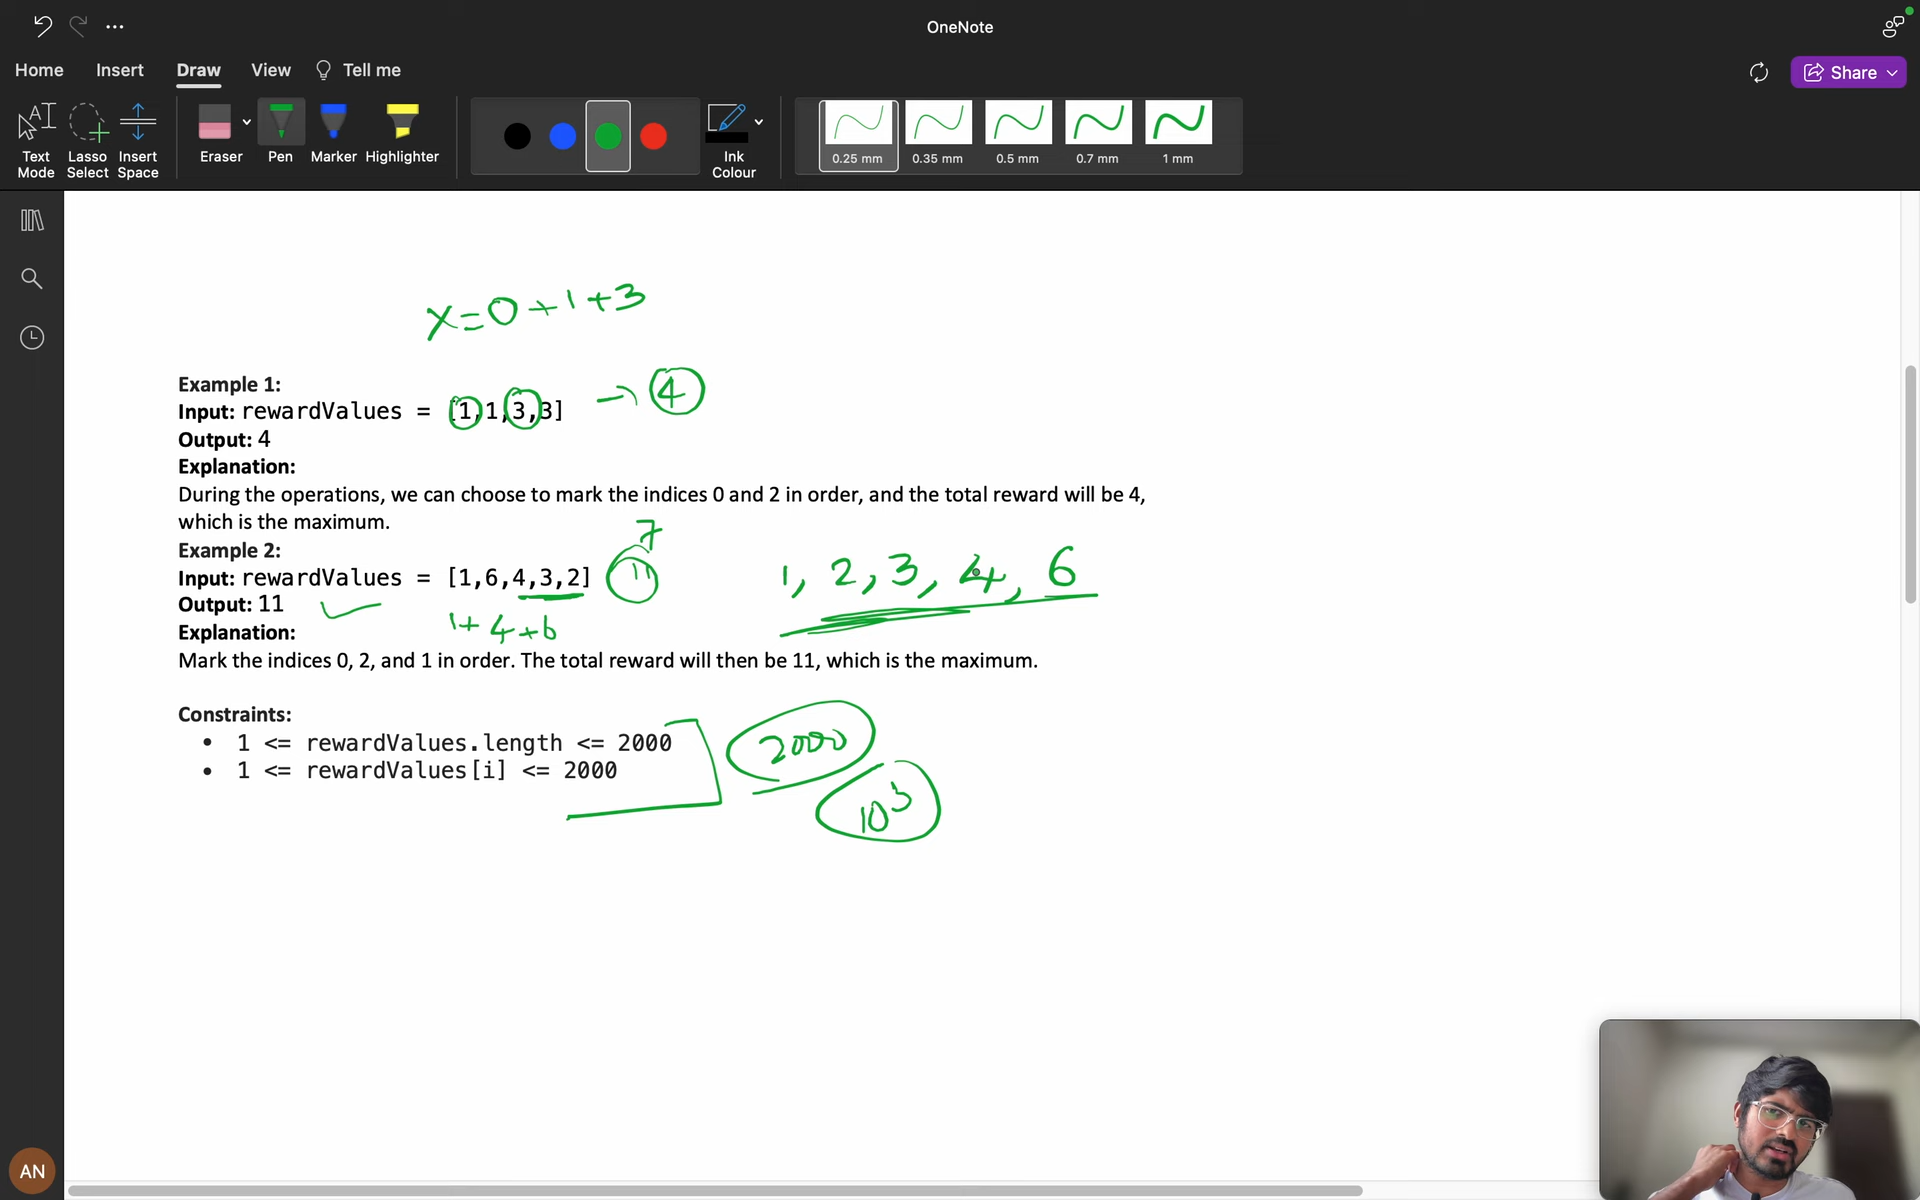 OneNote
Home Insert Draw View Tell me
Share
Text Mode
Lasso Select
Insert Space
Eraser
Pen
Marker
Highlighter
Ink Colour
0.25 mm
0.35 mm
0.5 mm
0.7 mm
1 mm
x=0+1+3
Example 1:
Input: rewardValues = [1,1,3,3] → 4
Output: 4
Explanation:
During the operations, we can choose to mark the indices 0 and 2 in order, and the total reward will be 4,
which is the maximum.
7
Example 2:
Input: rewardValues = [1,6,4,3,2] 11 1, 2, 3, 4, 6
Output: 11
Explanation: 1+ 4+6
Mark the indices 0, 2, and 1 in order. The total reward will then be 11, which is the maximum.
Constraints:
• 1 <= rewardValues.length <= 2000 2000
• 1 <= rewardValues[i] <= 2000
10³
AN